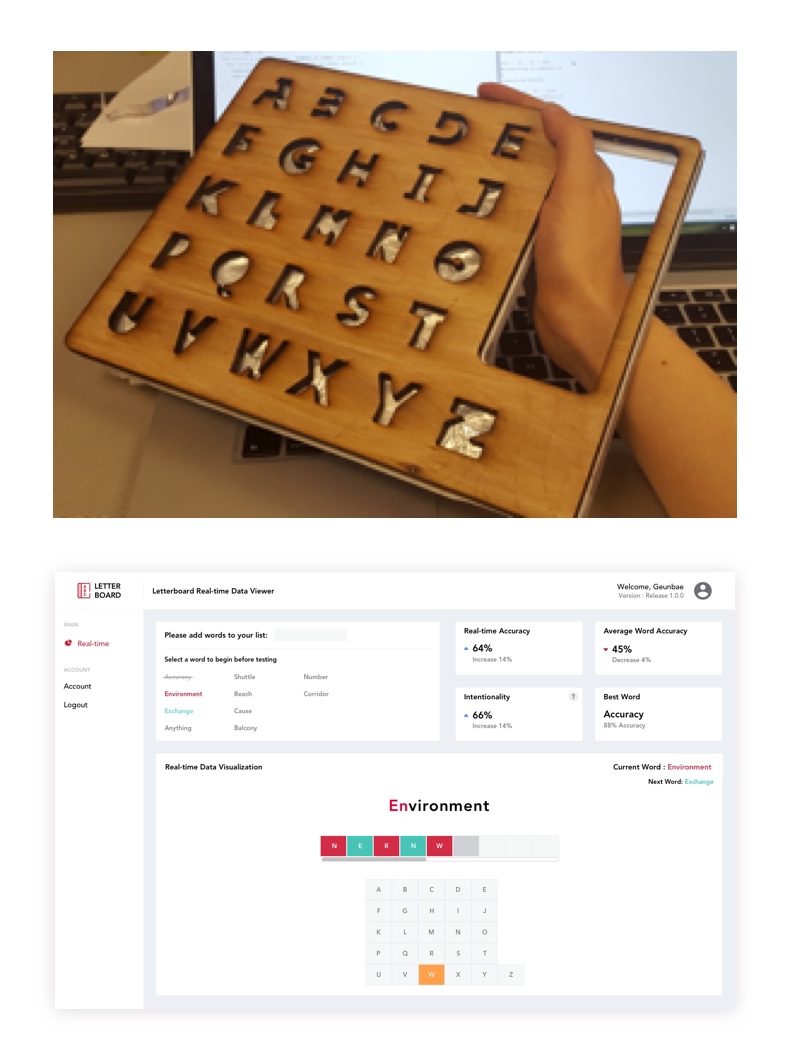 A B C D E
F G H I J
K L M N O
P Q R S T
U V W X Y Z
LETTER
BOARD
Letterboard Real-time Data Viewer
Welcome, Geunbae
Version : Release 1.0.0
MAIN
Real-time
ACCOUNT
Account
Logout
Please add words to your list:
Select a word to begin before testing
Accuracy Shuttle Number
Environment Beach Corridor
Exchange Cause
Anything Balcony
Real-time Accuracy
64%
Increase 14%
Average Word Accuracy
45%
Decrease 4%
Intentionality ?
66%
Increase 14%
Best Word
Accuracy
88% Accuracy
Real-time Data Visualization
Current Word : Environment
Next Word: Exchange
Environment
N E R N W
A B C D E
F G H I J
K L M N O
P Q R S T
U V W X Y Z